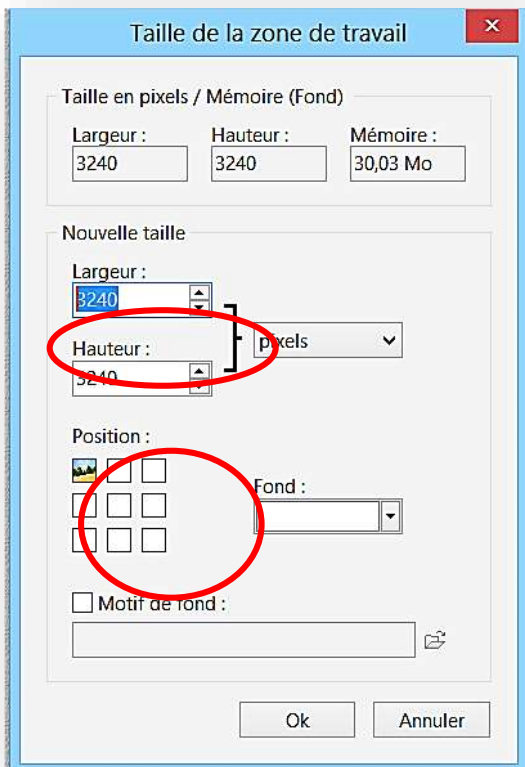 Taille de la zone de travail
Taille en pixels / Mémoire (Fond)
Largeur : Hauteur : Mémoire :
3240 3240 30,03 Mo
Nouvelle taille
Largeur :
3240
pixels
Hauteur :
3240
Position :
Fond :
Motif de fond :
Ok Annuler